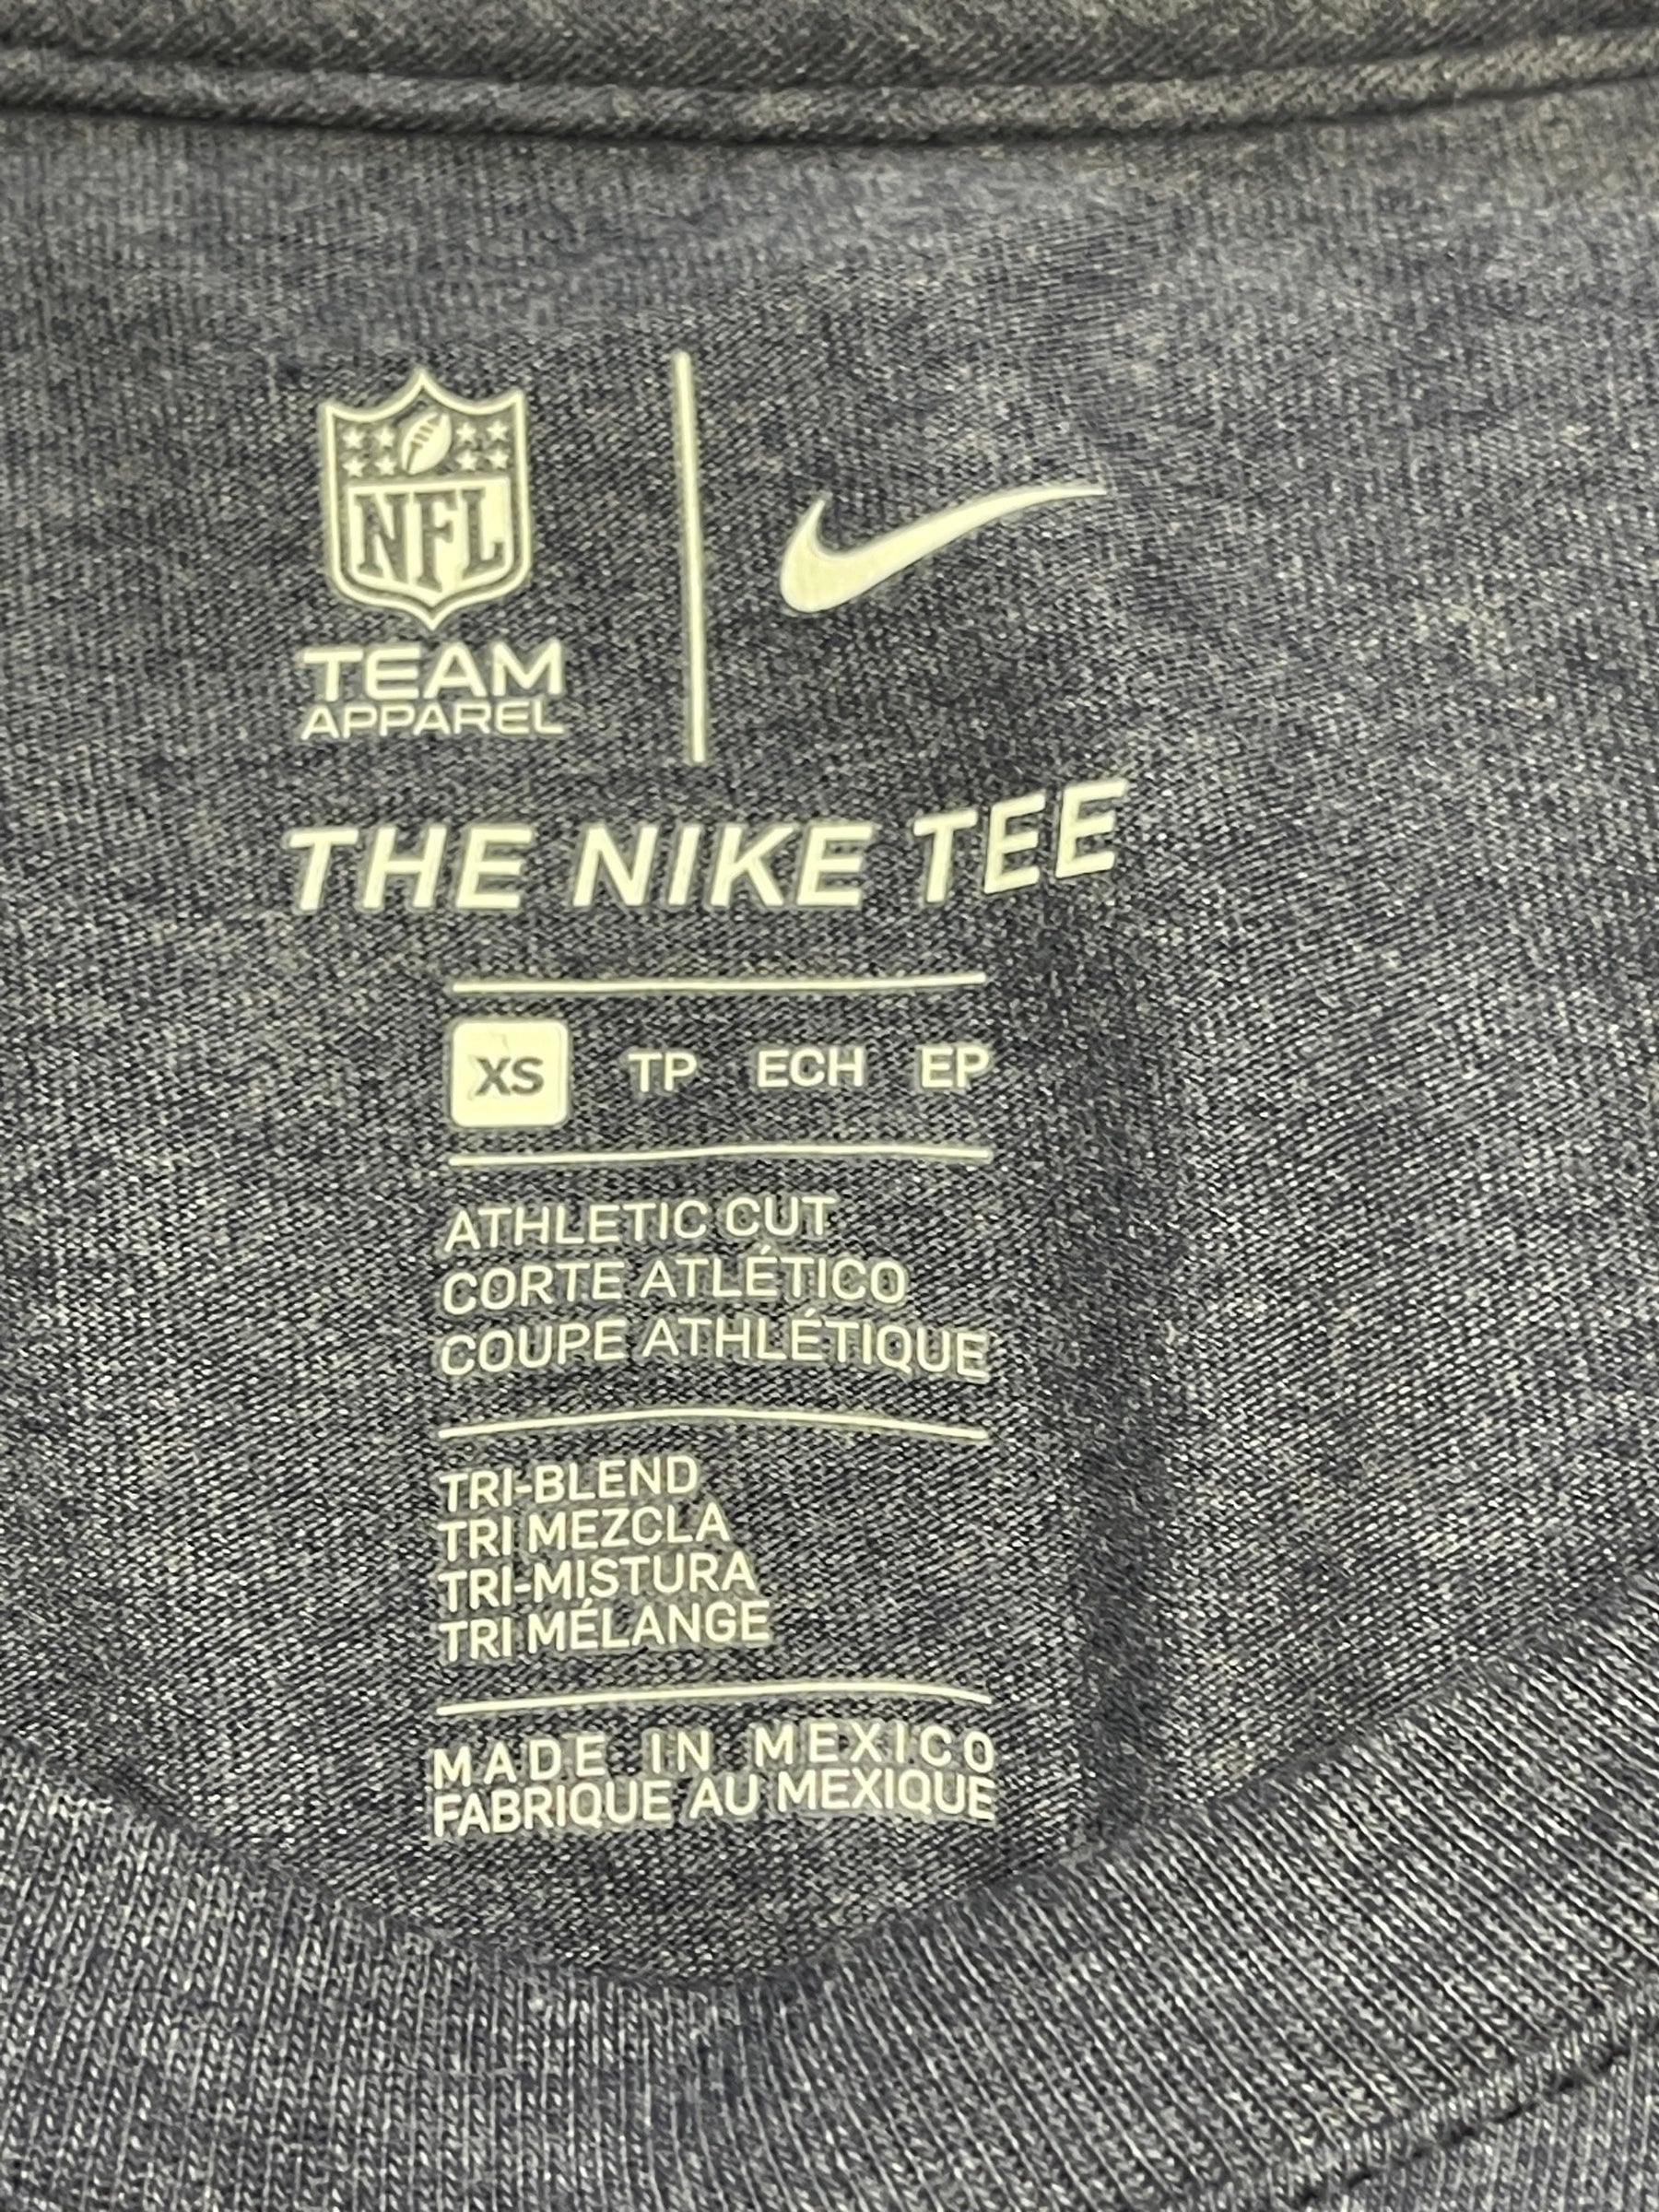 NFL
TEAM
APPAREL
THE NIKE TEE
XS TP ECH EP
ATHLETIC CUT
CORTE ATLÉTICO
COUPE ATHLÉTIQUE
TRI-BLEND
TRI MEZCLA
TRI-MISTURA
TRI MÉLANGE
MADE IN MEXICO
FABRIQUE AU MEXIQUE